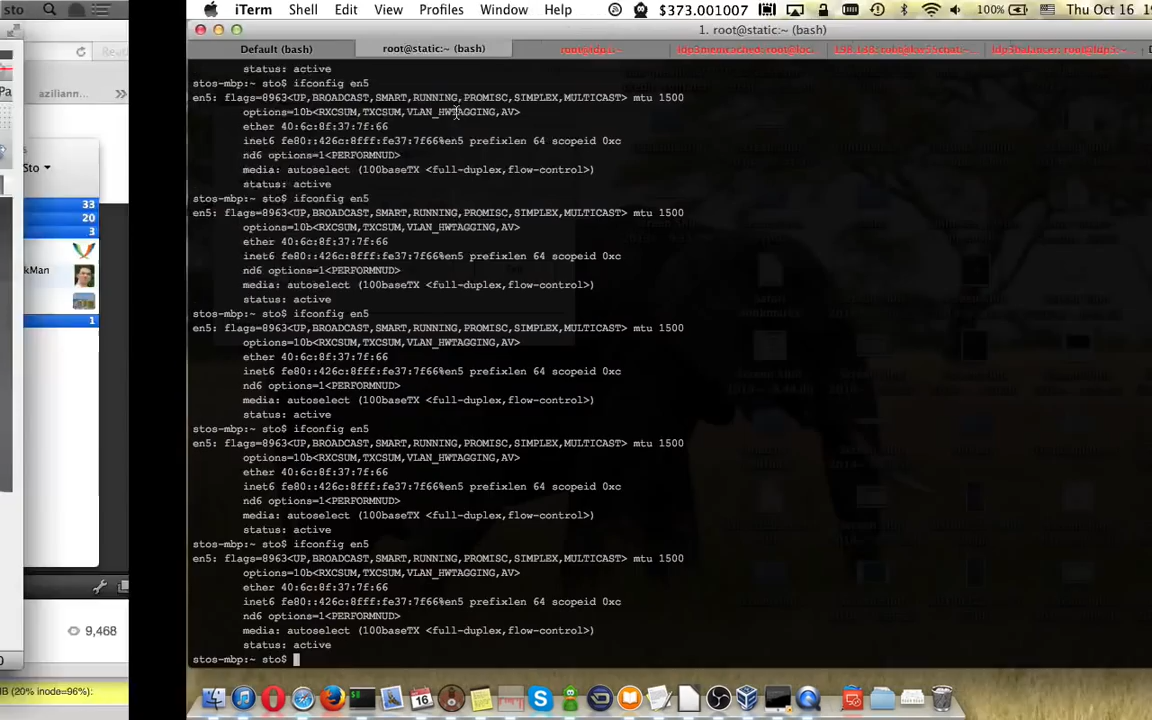 sto
iTerm Shell Edit View Profiles Window Help $373.001007 100% Thu Oct 16
1. root@static:~ (bash)
Default (bash) root@static:~ (bash)
Pa
aziliann
Sto
33
20
3
kMan
1
9,468
0
IB (20% inode=96%):
status: active
stos-mbp:~ sto$ ifconfig en5
en5: flags=8963<UP,BROADCAST,SMART,RUNNING,PROMISC,SIMPLEX,MULTICAST> mtu 1500
options=10b<RXCSUM,TXCSUM,VLAN_HWTAGGING,AV>
ether 40:6c:8f:37:7f:66
inet6 fe80::426c:8fff:fe37:7f66%en5 prefixlen 64 scopeid 0xc
nd6 options=1<PERFORMNUD>
media: autoselect (100baseTX <full-duplex,flow-control>)
status: active
stos-mbp:~ sto$ ifconfig en5
en5: flags=8963<UP,BROADCAST,SMART,RUNNING,PROMISC,SIMPLEX,MULTICAST> mtu 1500
options=10b<RXCSUM,TXCSUM,VLAN_HWTAGGING,AV>
ether 40:6c:8f:37:7f:66
inet6 fe80::426c:8fff:fe37:7f66%en5 prefixlen 64 scopeid 0xc
nd6 options=1<PERFORMNUD>
media: autoselect (100baseTX <full-duplex,flow-control>)
status: active
stos-mbp:~ sto$ ifconfig en5
en5: flags=8963<UP,BROADCAST,SMART,RUNNING,PROMISC,SIMPLEX,MULTICAST> mtu 1500
options=10b<RXCSUM,TXCSUM,VLAN_HWTAGGING,AV>
ether 40:6c:8f:37:7f:66
inet6 fe80::426c:8fff:fe37:7f66%en5 prefixlen 64 scopeid 0xc
nd6 options=1<PERFORMNUD>
media: autoselect (100baseTX <full-duplex,flow-control>)
status: active
stos-mbp:~ sto$ ifconfig en5
en5: flags=8963<UP,BROADCAST,SMART,RUNNING,PROMISC,SIMPLEX,MULTICAST> mtu 1500
options=10b<RXCSUM,TXCSUM,VLAN_HWTAGGING,AV>
ether 40:6c:8f:37:7f:66
inet6 fe80::426c:8fff:fe37:7f66%en5 prefixlen 64 scopeid 0xc
nd6 options=1<PERFORMNUD>
media: autoselect (100baseTX <full-duplex,flow-control>)
status: active
stos-mbp:~ sto$ ifconfig en5
en5: flags=8963<UP,BROADCAST,SMART,RUNNING,PROMISC,SIMPLEX,MULTICAST> mtu 1500
options=10b<RXCSUM,TXCSUM,VLAN_HWTAGGING,AV>
ether 40:6c:8f:37:7f:66
inet6 fe80::426c:8fff:fe37:7f66%en5 prefixlen 64 scopeid 0xc
nd6 options=1<PERFORMNUD>
media: autoselect (100baseTX <full-duplex,flow-control>)
status: active
stos-mbp:~ sto$
16